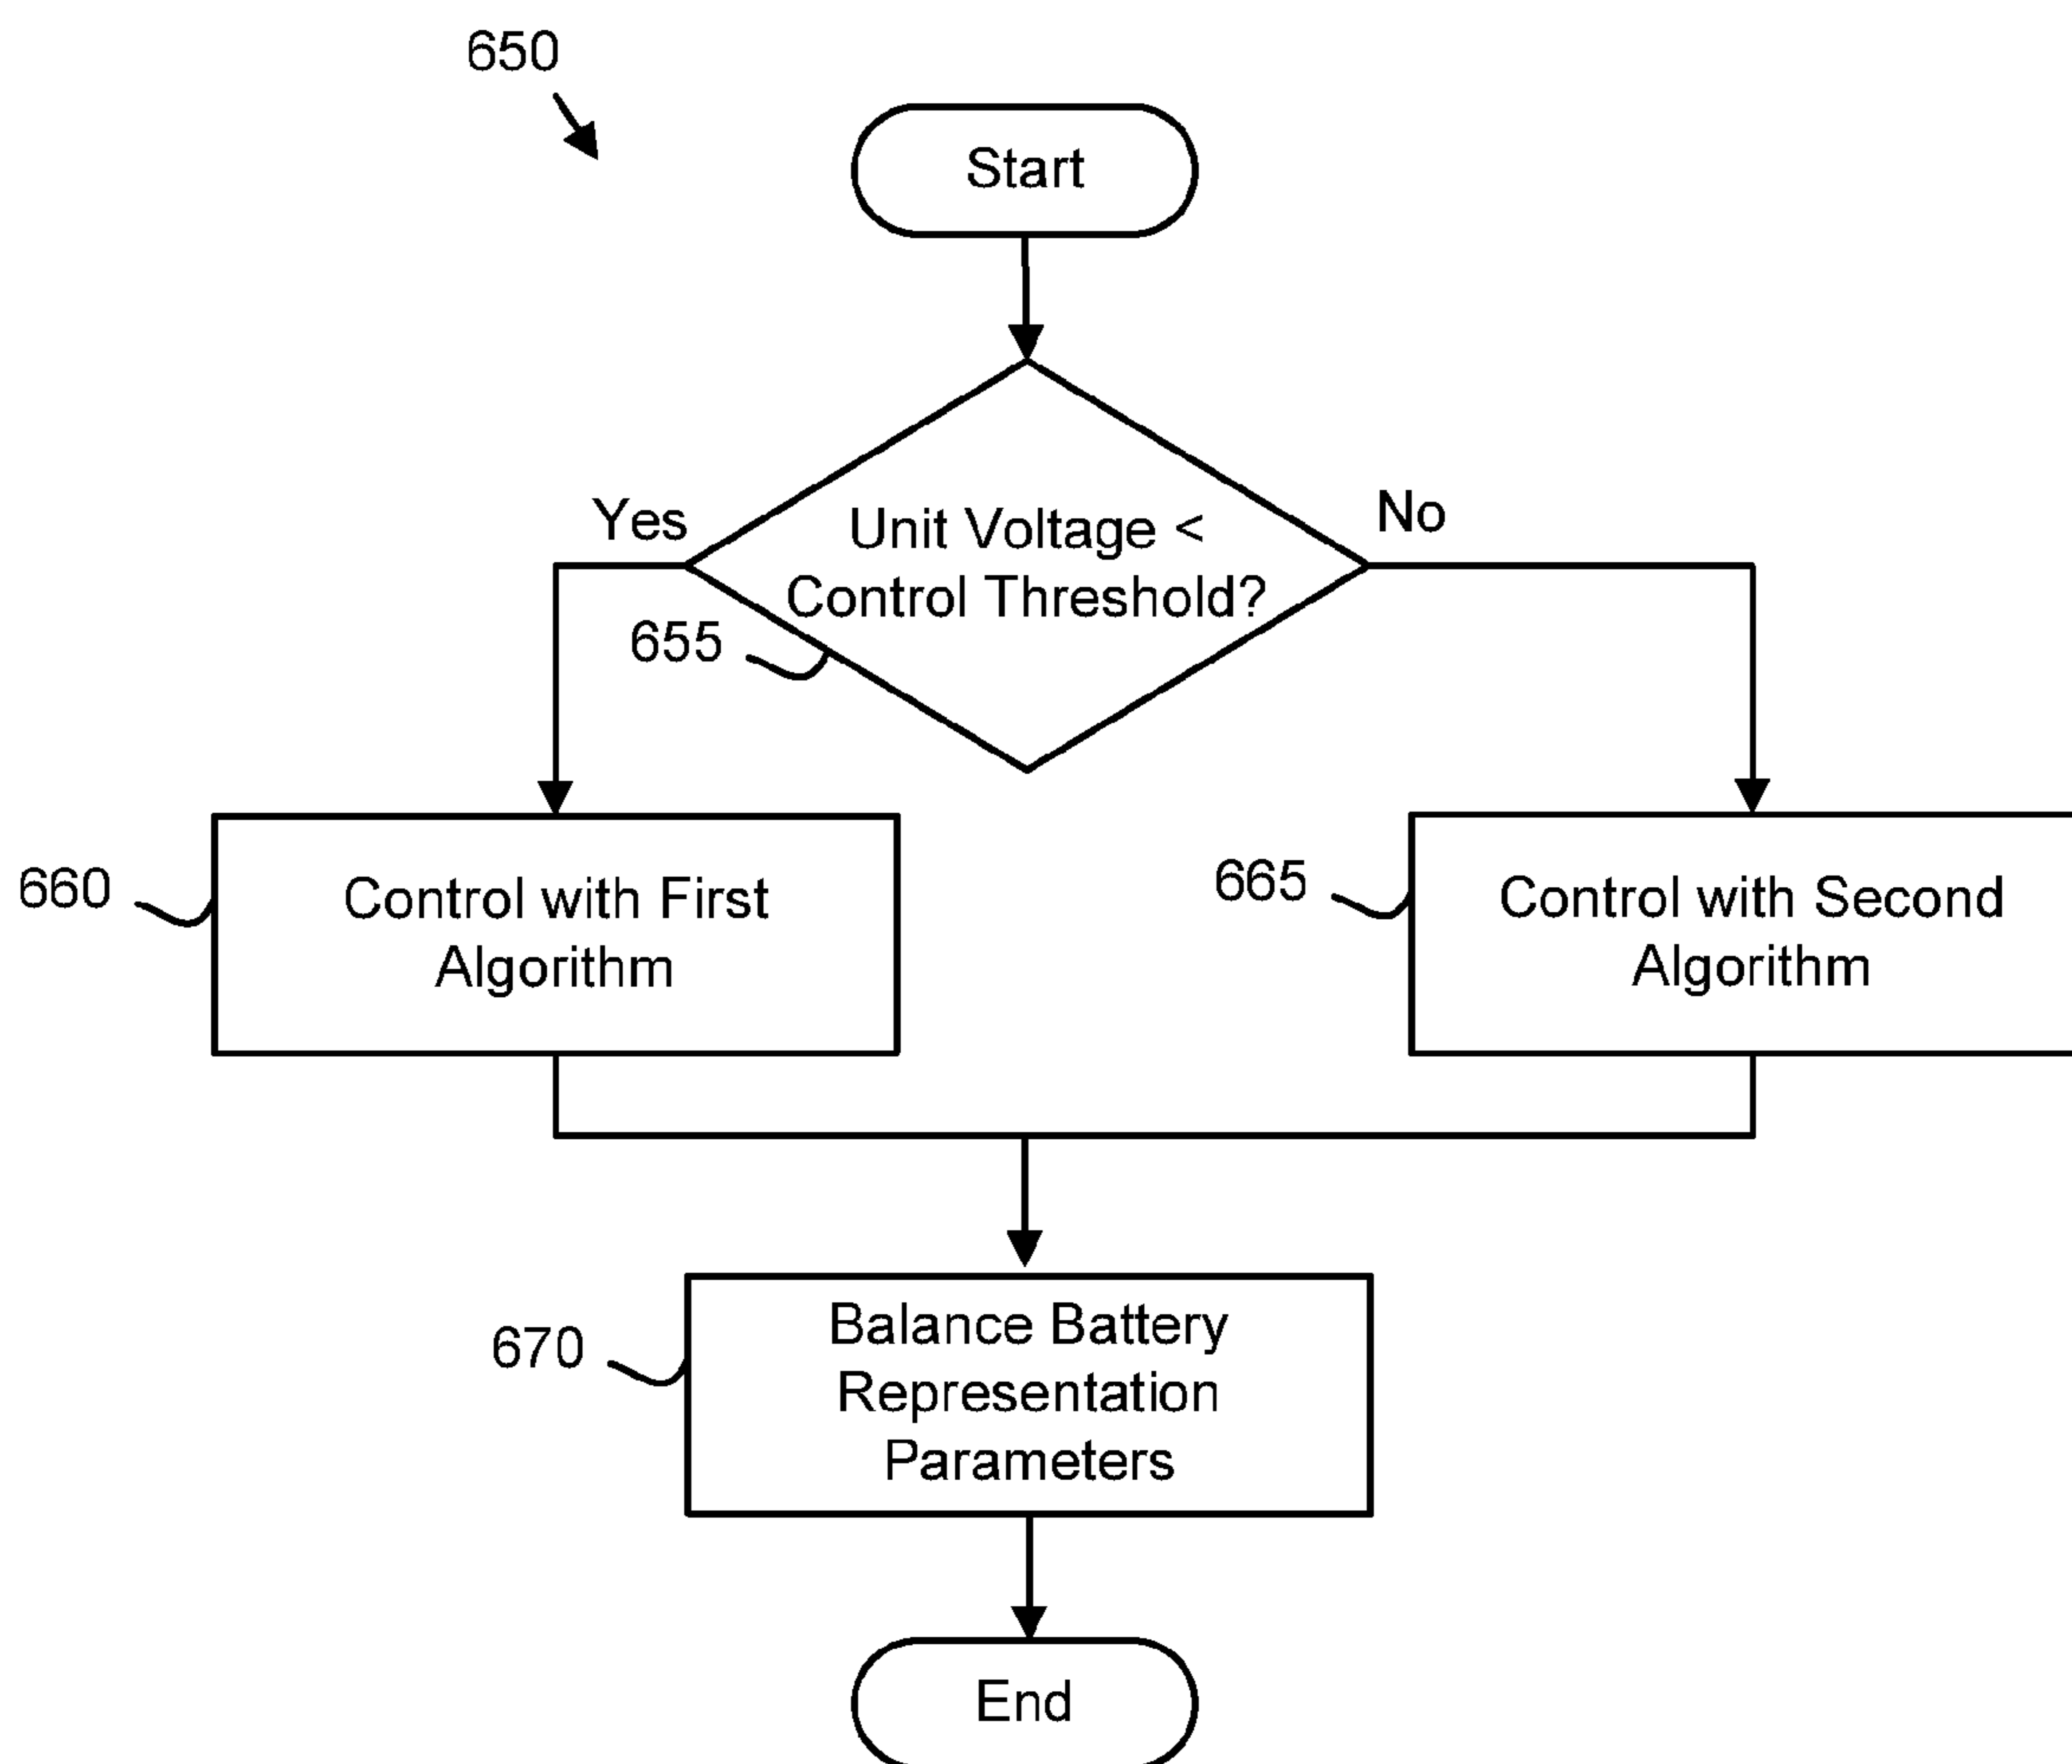 650
Start
Yes
No
Unit Voltage <
Control Threshold?
655
660
Control with First
Algorithm
665
Control with Second
Algorithm
670
Balance Battery
Representation
Parameters
End